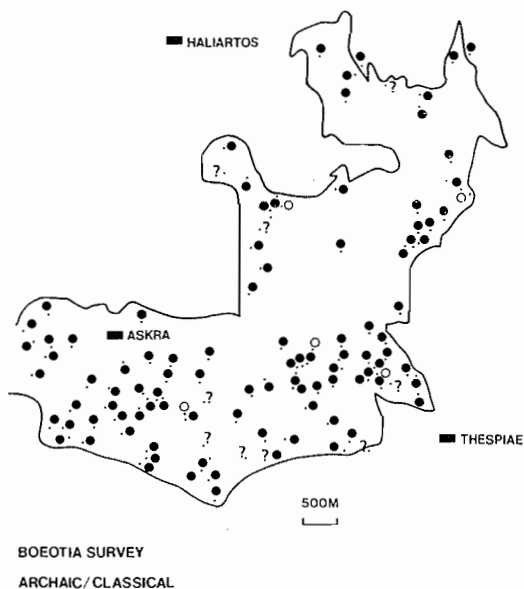 HALIARTOS
?
?
?
ASKRA
?
?
? THESPIAE
? ? ?
500M
BOEOTIA SURVEY
ARCHAIC/CLASSICAL